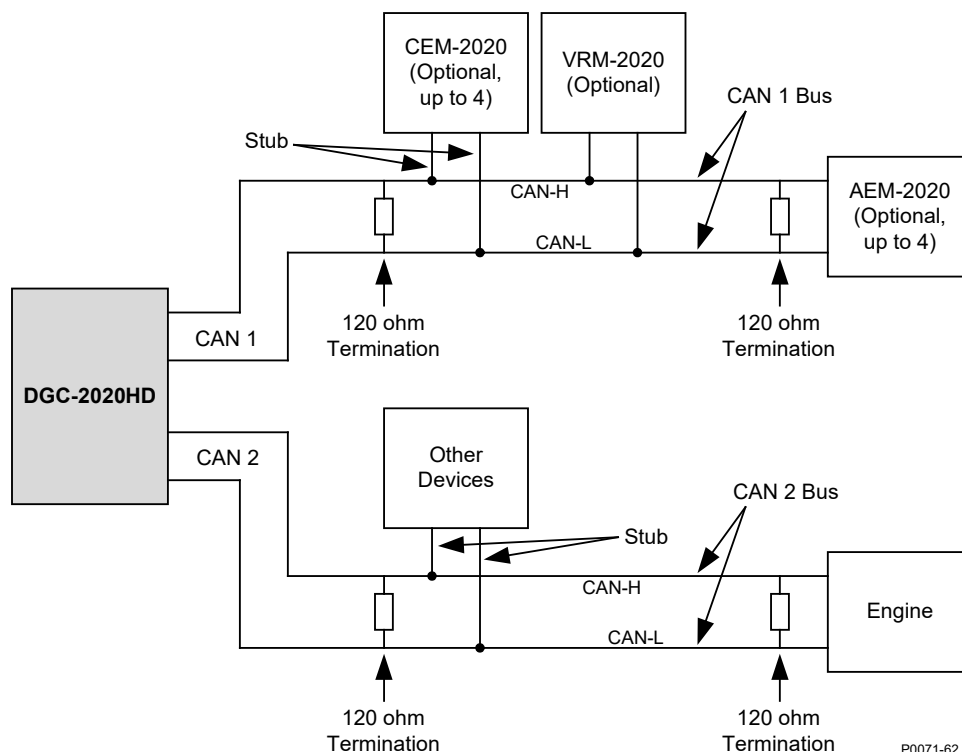 CEM-2020
(Optional,
up to 4)
VRM-2020
(Optional)
CAN 1 Bus
Stub
CAN-H
AEM-2020
(Optional,
up to 4)
CAN-L
120 ohm
Termination
120 ohm
Termination
CAN 1
DGC-2020HD
CAN 2
Other
Devices
CAN 2 Bus
Stub
CAN-H
Engine
CAN-L
120 ohm
Termination
120 ohm
Termination
P0071-62